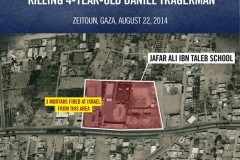 KILLING 4-YEAR-OLD DANIEL TRAGERMAN
ZEITOUN, GAZA, AUGUST 22, 2014
JAFAR ALI IBN TALEB SCHOOL
3 MORTARS FIRED AT ISRAEL
FROM THIS AREA